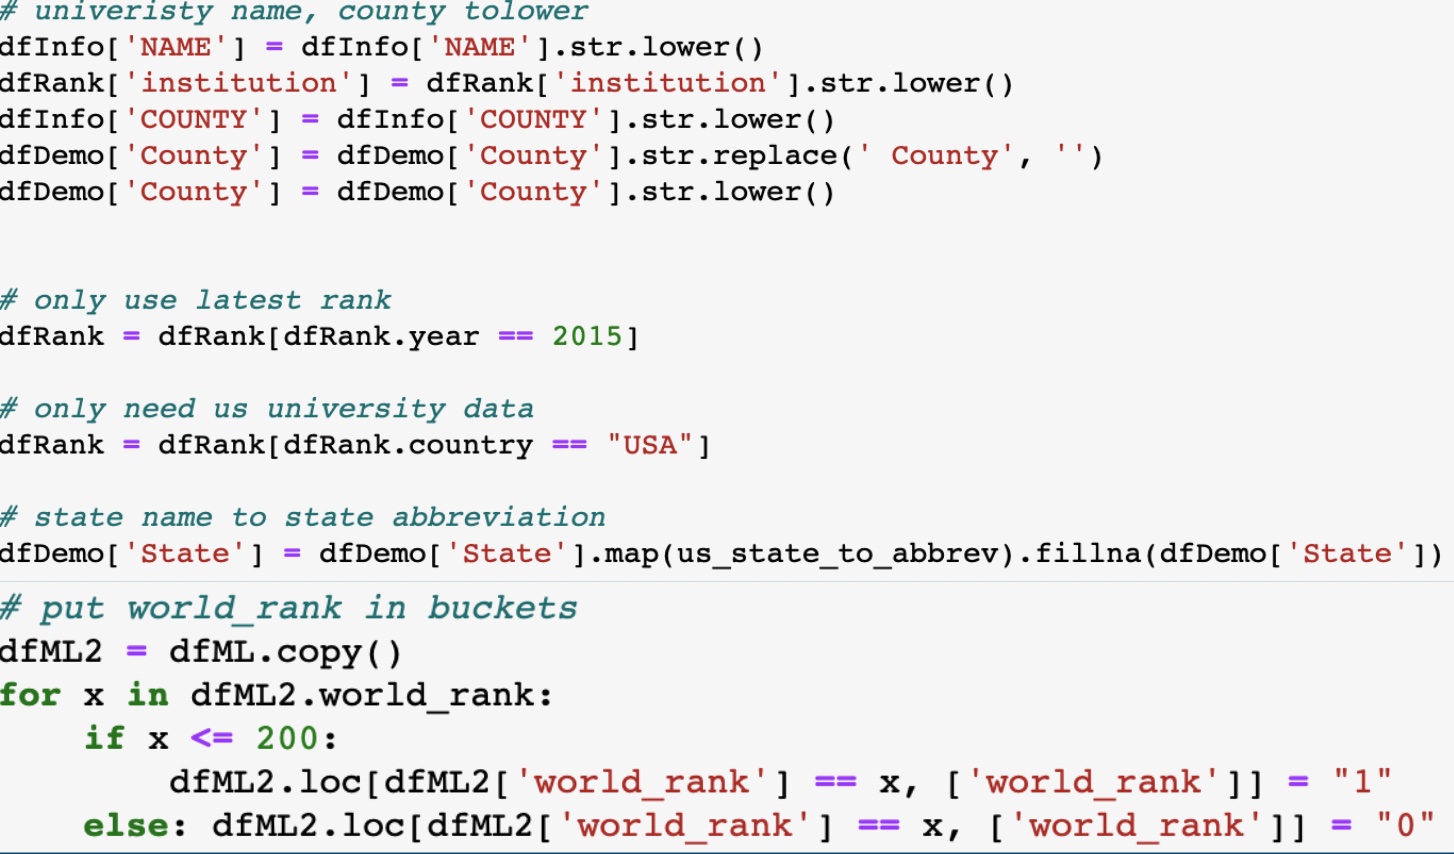 # univeristy name, county tolower
dfInfo['NAME'] = dfInfo['NAME'].str.lower()
dfRank['institution'] = dfRank['institution'].str.lower()
dfInfo['COUNTY'] = dfInfo['COUNTY'].str.lower()
dfDemo['County'] = dfDemo['County'].str.replace(' County', '')
dfDemo['County'] = dfDemo['County'].str.lower()
# only use latest rank
dfRank = dfRank[dfRank.year == 2015]
# only need us university data
dfRank = dfRank[dfRank.country == "USA"]
# state name to state abbreviation
dfDemo['State'] = dfDemo['State'].map(us_state_to_abbrev).fillna(dfDemo['State'])
# put world_rank in buckets
dfML2 = dfML.copy()
for x in dfML2.world_rank:
    if x <= 200:
        dfML2.loc[dfML2['world_rank'] == x, ['world_rank']] = "1"
    else: dfML2.loc[dfML2['world_rank'] == x, ['world_rank']] = "0"